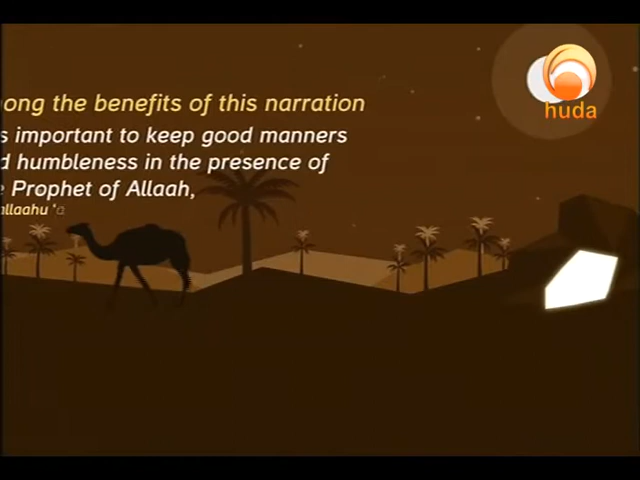 ong the benefits of this narration
s important to keep good manners
d humbleness in the presence of
e Prophet of Allaah,
allaahu
huda